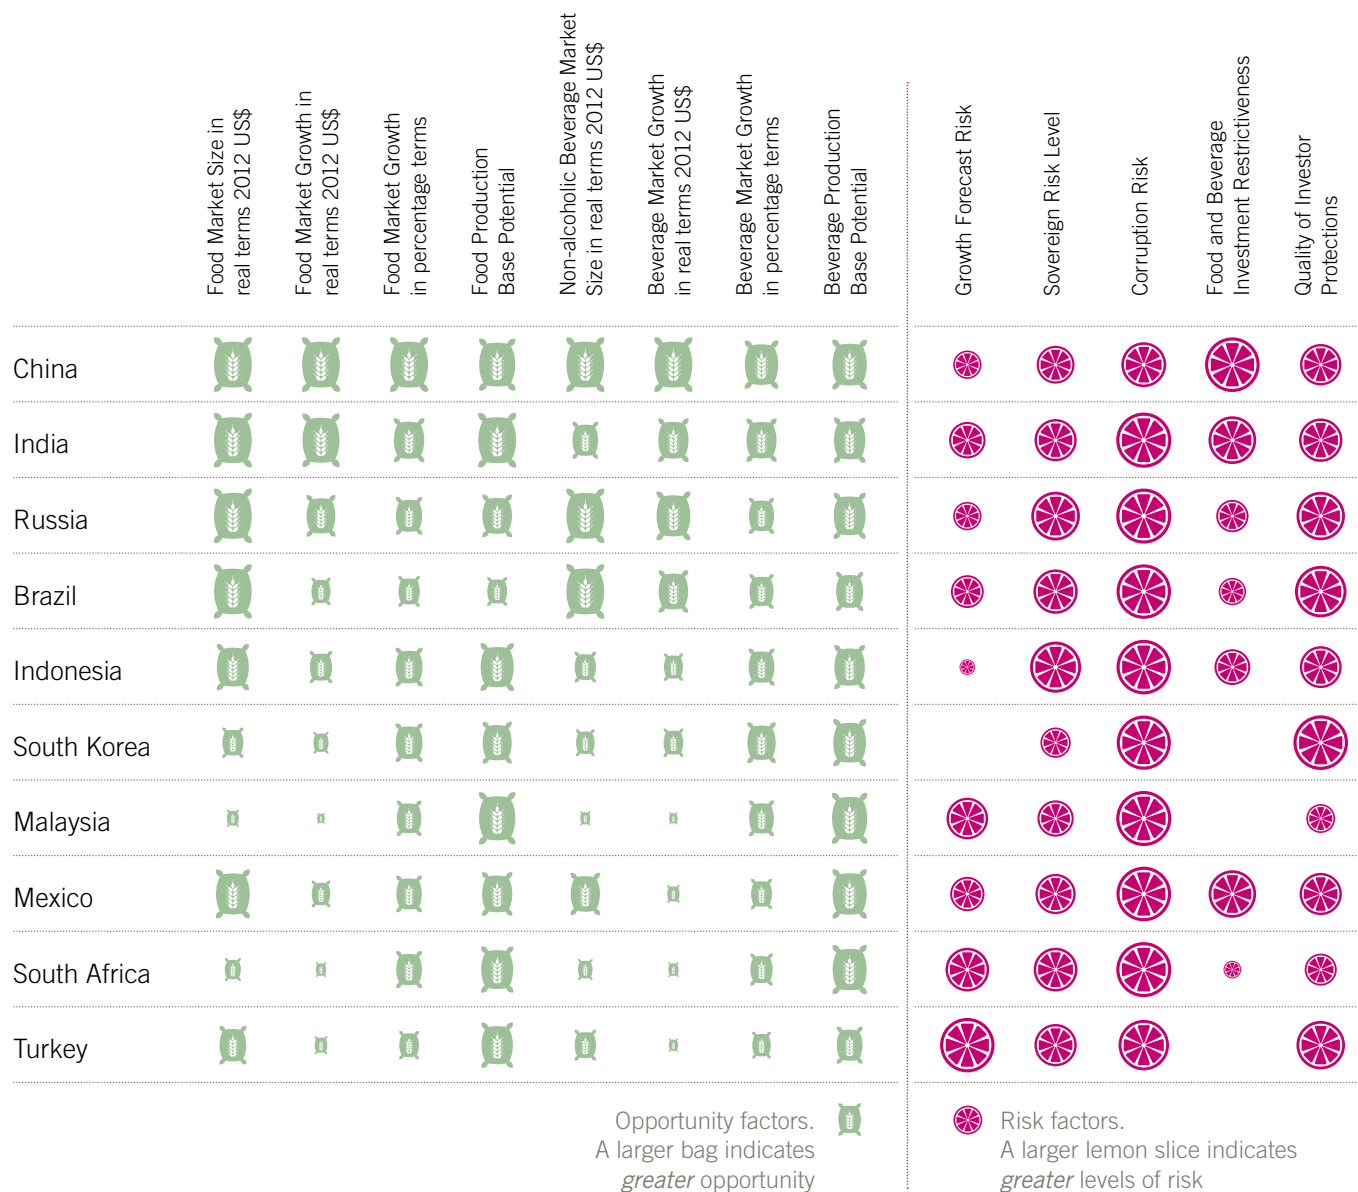 Food Market Size in
real terms 2012 US$
Food Market Growth in
real terms 2012 US$
Food Market Growth
in percentage terms
Food Production
Base Potential
Non-alcoholic Beverage Market
Size in real terms 2012 US$
Beverage Market Growth
in real terms 2012 US$
Beverage Market Growth
in percentage terms
Beverage Production
Base Potential
Growth Forecast Risk
Sovereign Risk Level
Corruption Risk
Food and Beverage
Investment Restrictiveness
Quality of Investor
Protections
China
India
Russia
Brazil
Indonesia
South Korea
Malaysia
Mexico
South Africa
Turkey
Opportunity factors.
A larger bag indicates
greater opportunity
Risk factors.
A larger lemon slice indicates
greater levels of risk